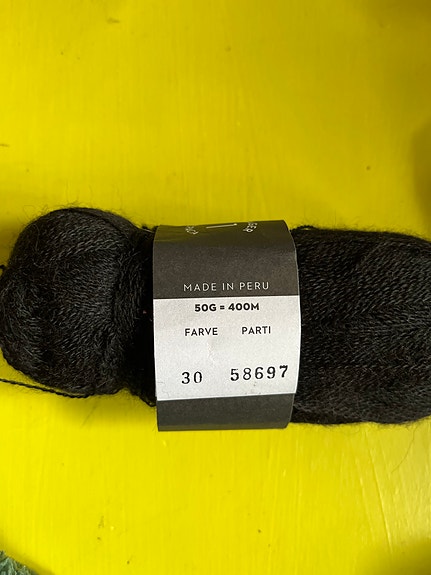 MADE IN PERU
50G = 400M
FARVE PARTI
30 58697